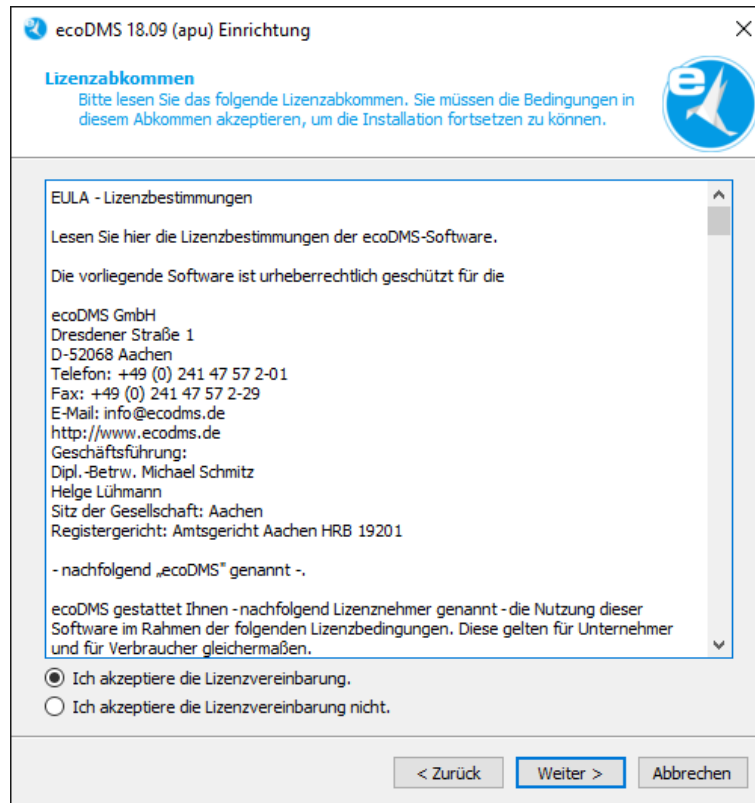 ecoDMS 18.09 (apu) Einrichtung
Lizenzabkommen
Bitte lesen Sie das folgende Lizenzabkommen. Sie müssen die Bedingungen in
diesem Abkommen akzeptieren, um die Installation fortsetzen zu können.
e
EULA - Lizenzbestimmungen
Lesen Sie hier die Lizenzbestimmungen der ecoDMS-Software.
Die vorliegende Software ist urheberrechtlich geschützt für die
ecoDMS GmbH
Dresdener Straße 1
D-52068 Aachen
Telefon: +49 (0) 241 47 57 2-01
Fax: +49 (0) 241 47 57 2-29
E-Mail: info@ecodms.de
http://www.ecodms.de
Geschäftsführung:
Dipl.-Betrw. Michael Schmitz
Helge Lühmann
Sitz der Gesellschaft: Aachen
Registergericht: Amtsgericht Aachen HRB 19201
- nachfolgend „ecoDMS" genannt -.
ecoDMS gestattet Ihnen - nachfolgend Lizenznehmer genannt - die Nutzung dieser
Software im Rahmen der folgenden Lizenzbedingungen. Diese gelten für Unternehmer
und für Verbraucher gleichermaßen.
Ich akzeptiere die Lizenzvereinbarung.
Ich akzeptiere die Lizenzvereinbarung nicht.
< Zurück
Weiter >
Abbrechen